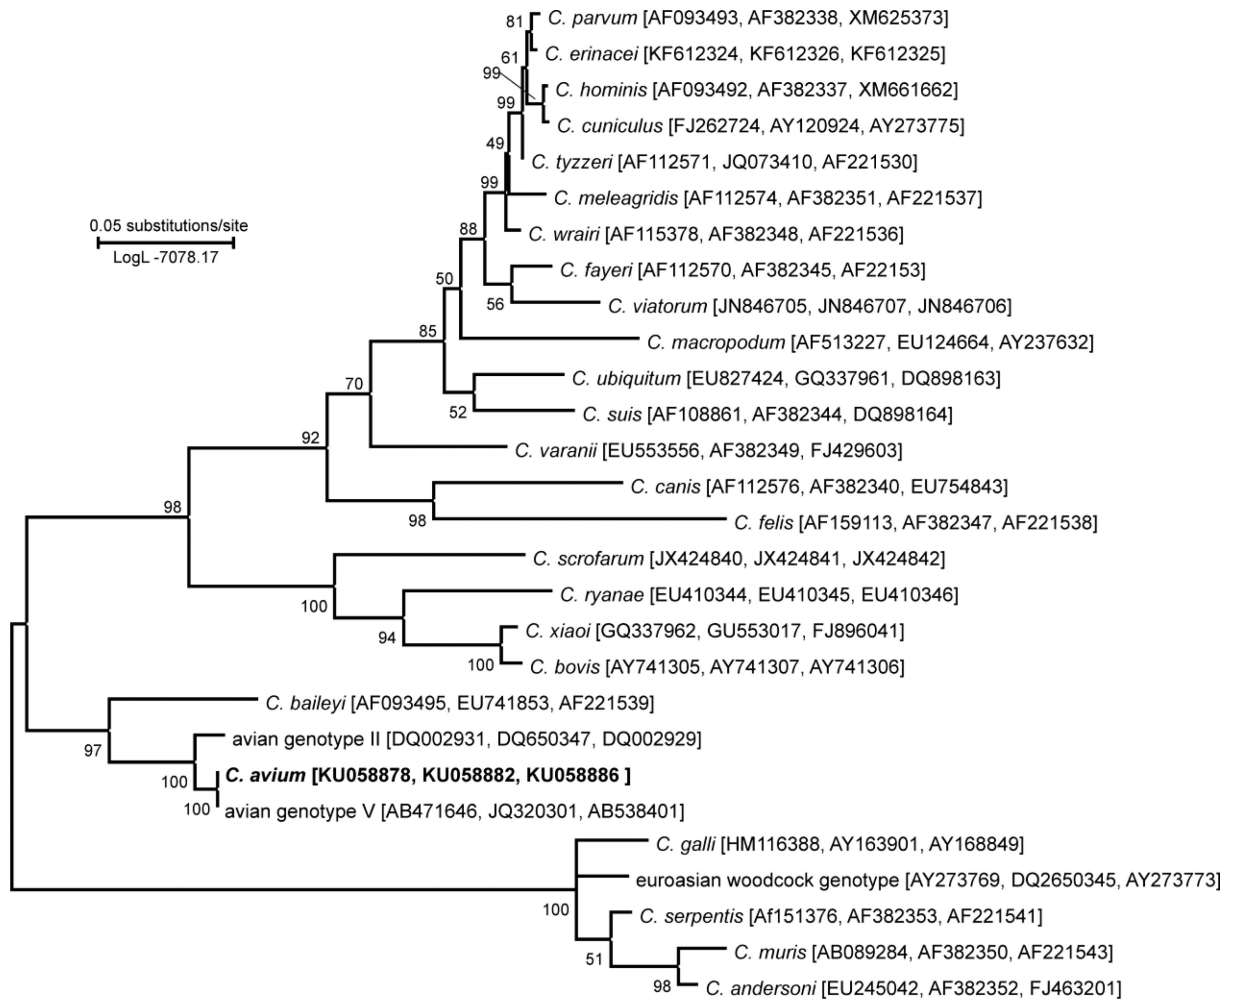 81
C. parvum [AF093493, AF382338, XM625373]
C. erinacei [KF612324, KF612326, KF612325]
61
99
C. hominis [AF093492, AF382337, XM661662]
99
C. cuniculus [FJ262724, AY120924, AY273775]
49
C. tyzzeri [AF112571, JQ073410, AF221530]
99
C. meleagridis [AF112574, AF382351, AF221537]
0.05 substitutions/site
LogL -7078.17
88
C. wrairi [AF115378, AF382348, AF221536]
C. fayeri [AF112570, AF382345, AF22153]
50
56
C. viatorum [JN846705, JN846707, JN846706]
85
C. macropodum [AF513227, EU124664, AY237632]
70
C. ubiquitum [EU827424, GQ337961, DQ898163]
52
C. suis [AF108861, AF382344, DQ898164]
92
C. varanii [EU553556, AF382349, FJ429603]
C. canis [AF112576, AF382340, EU754843]
98
98
C. felis [AF159113, AF382347, AF221538]
C. scrofarum [JX424840, JX424841, JX424842]
100
C. ryanae [EU410344, EU410345, EU410346]
94
C. xiaoi [GQ337962, GU553017, FJ896041]
100
C. bovis [AY741305, AY741307, AY741306]
C. baileyi [AF093495, EU741853, AF221539]
97
avian genotype II [DQ002931, DQ650347, DQ002929]
100
C. avium [KU058878, KU058882, KU058886 ]
100
avian genotype V [AB471646, JQ320301, AB538401]
C. galli [HM116388, AY163901, AY168849]
euroasian woodcock genotype [AY273769, DQ2650345, AY273773]
100
C. serpentis [Af151376, AF382353, AF221541]
51
C. muris [AB089284, AF382350, AF221543]
98
C. andersoni [EU245042, AF382352, FJ463201]